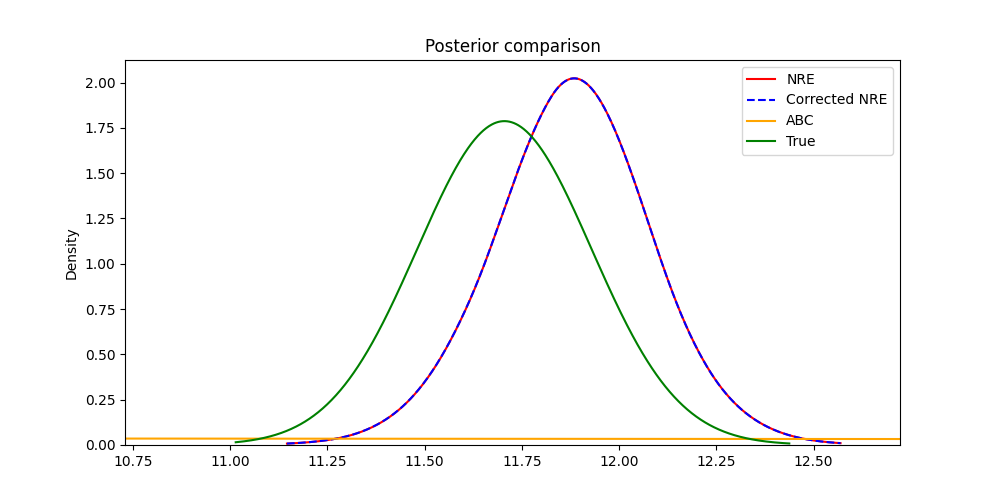 Posterior comparison
NRE
Corrected NRE
ABC
True
Density
2.00
1.75
1.50
1.25
1.00
0.75
0.50
0.25
0.00
10.75 11.00 11.25 11.50 11.75 12.00 12.25 12.50